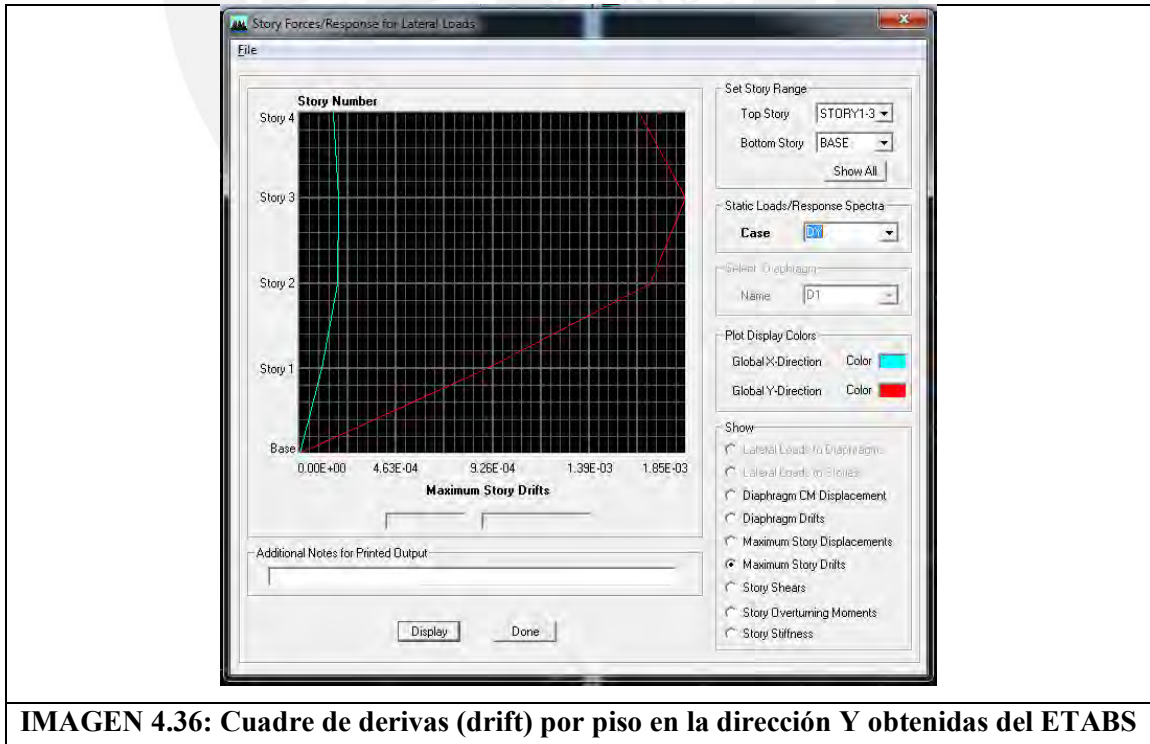 Story Forces/Response for Lateral Loads
File
Story Number
Story 4
Story 3
Story 2
Story 1
Base
0.00E+00 4.63E-04 9.26E-04 1.39E-03 1.85E-03
Maximum Story Drifts
Additional Notes for Printed Output
Display Done
Set Story Range
Top Story STORY1-3
Bottom Story BASE
Show All
Static Loads/Response Spectra
Case DY
Select Diaphragm
Name D1
Plot Display Colors
Global X-Direction Color
Global Y-Direction Color
Show
Lateral Loads to Diaphragms
Lateral Loads to Stories
Diaphragm CM Displacement
Diaphragm Drifts
Maximum Story Displacements
Maximum Story Drifts
Story Shears
Story Overturning Moments
Story Stiffness
IMAGEN 4.36: Cuadre de derivas (drift) por piso en la dirección Y obtenidas del ETABS